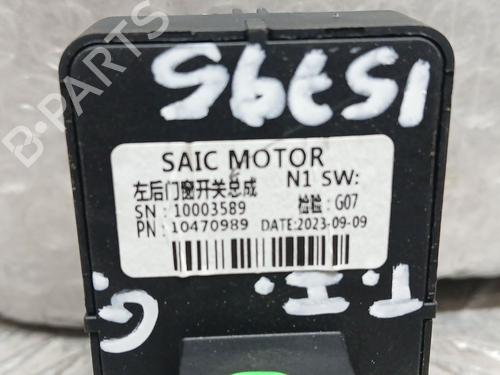 15795
SAIC MOTOR
左后门窗开关总成 N1 SW:
SN : 10003589 检验 : G07
PN : 10470989 DATE:2023-09-09
G. T.I.
B-PARTS